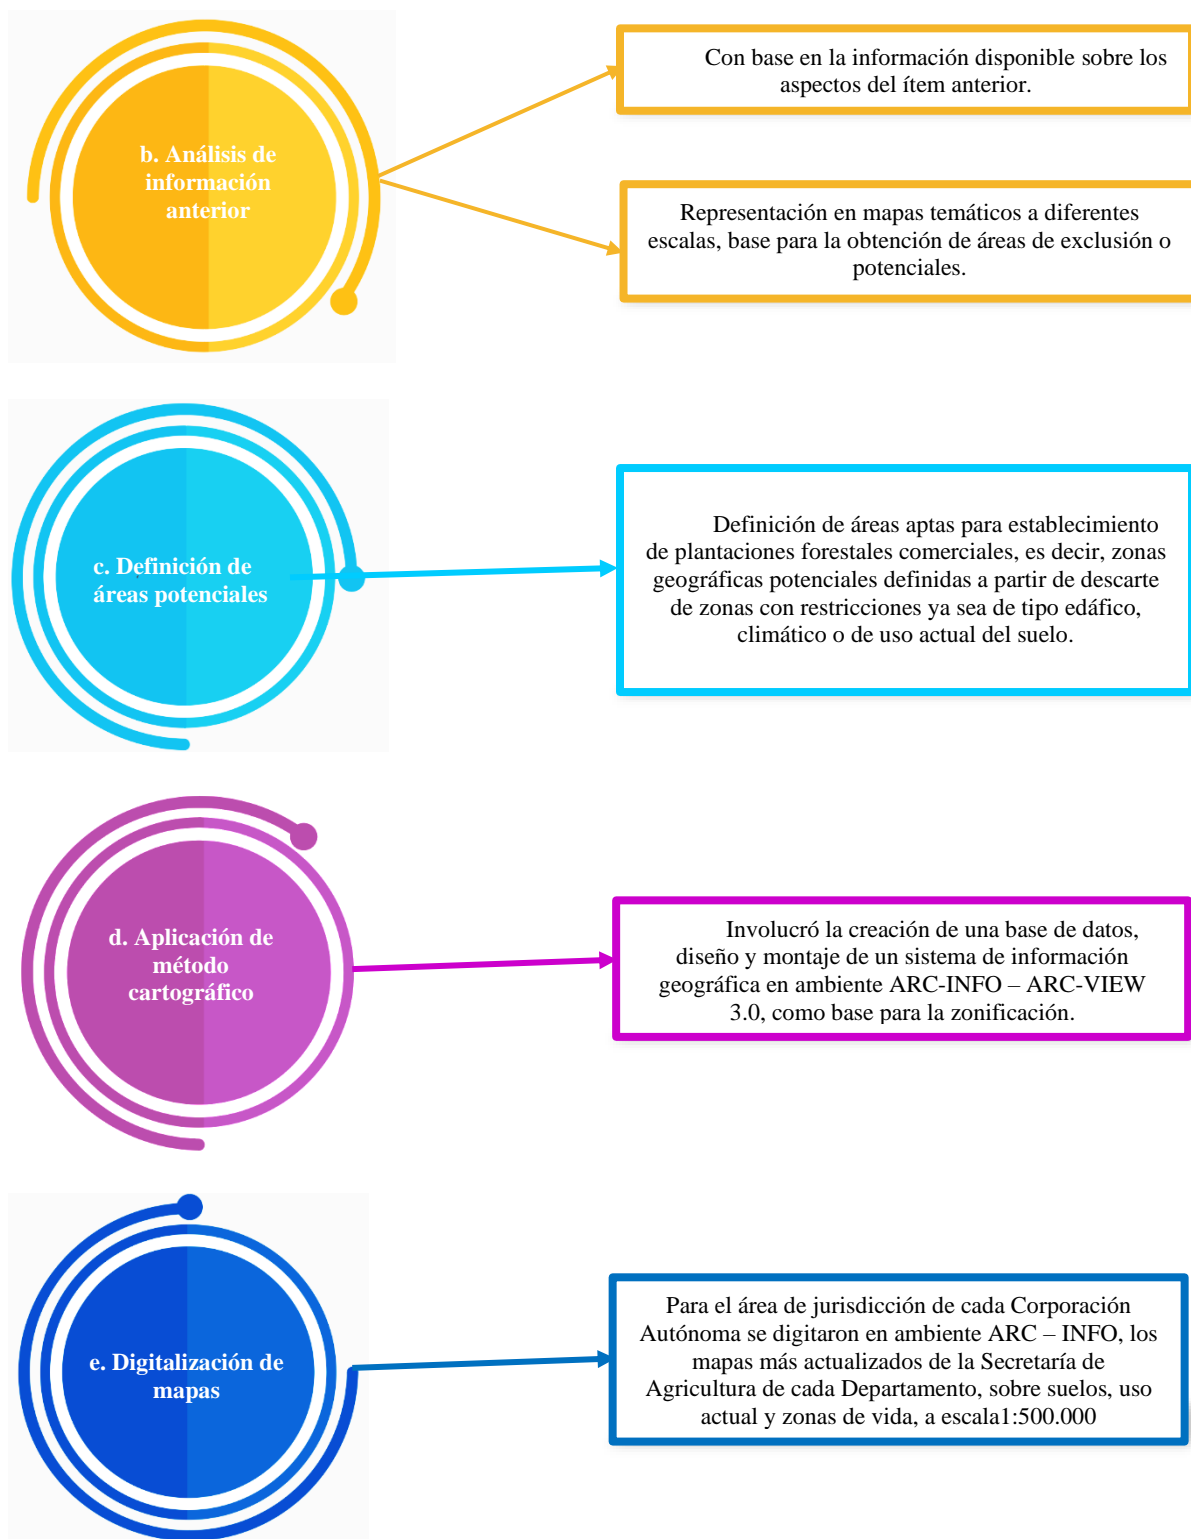 b. Análisis de
información
anterior
Con base en la información disponible sobre los
aspectos del ítem anterior.
Representación en mapas temáticos a diferentes
escalas, base para la obtención de áreas de exclusión o
potenciales.
c. Definición de
áreas potenciales
Definición de áreas aptas para establecimiento
de plantaciones forestales comerciales, es decir, zonas
geográficas potenciales definidas a partir de descarte
de zonas con restricciones ya sea de tipo edáfico,
climático o de uso actual del suelo.
d. Aplicación de
método
cartográfico
Involucró la creación de una base de datos,
diseño y montaje de un sistema de información
geográfica en ambiente ARC-INFO – ARC-VIEW
3.0, como base para la zonificación.
e. Digitalización de
mapas
Para el área de jurisdicción de cada Corporación
Autónoma se digitaron en ambiente ARC – INFO, los
mapas más actualizados de la Secretaría de
Agricultura de cada Departamento, sobre suelos, uso
actual y zonas de vida, a escala1:500.000